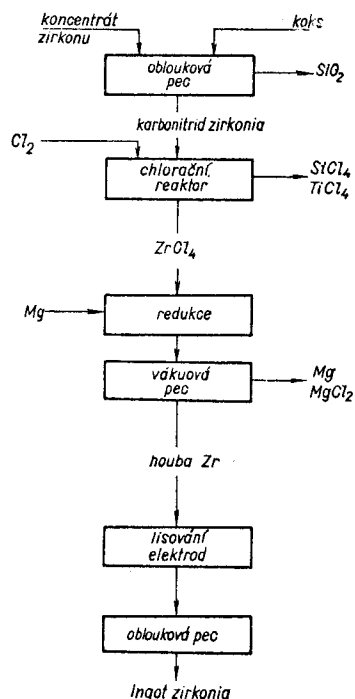 koncentrát
zirkonu
koks
oblouková
pec
SiO₂
karbonitrid zirkonia
Cl₂
chlorační
reaktor
SiCl₄
TiCl₄
ZrCl₄
Mg
redukce
vákuová
pec
Mg
MgCl₂
houba Zr
lisování
elektrod
oblouková pec
Ingot zirkonia